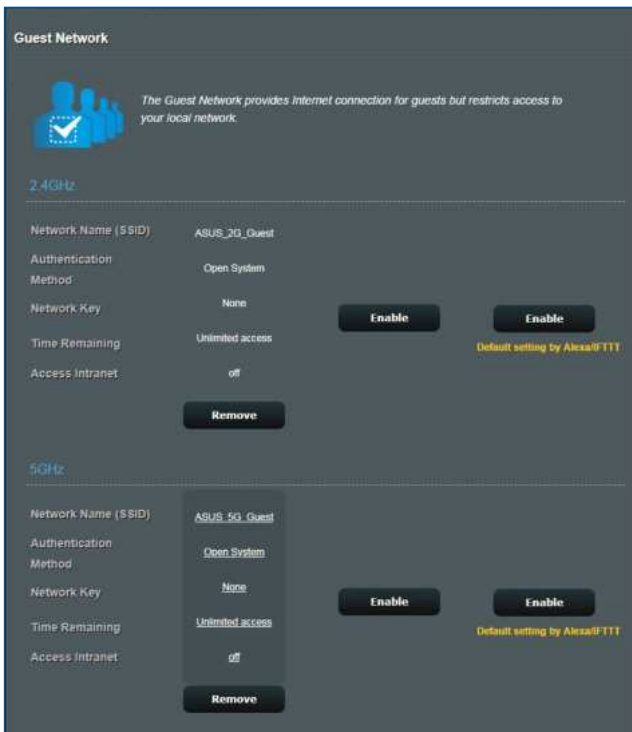 Guest Network
The Guest Network provides Internet connection for guests but restricts access to
your local network.
2.4GHz
Network Name (SSID) ASUS_2G_Guest
Authentication
Method
Open System
Network Key None
Enable Enable
Time Remaining Unlimited access
Default setting by Alexa/IFTTT
Access Intranet off
Remove
5GHz
Network Name (SSID) ASUS_5G_Guest
Authentication
Method
Open System
Network Key None
Enable Enable
Time Remaining Unlimited access
Default setting by Alexa/IFTTT
Access Intranet off
Remove